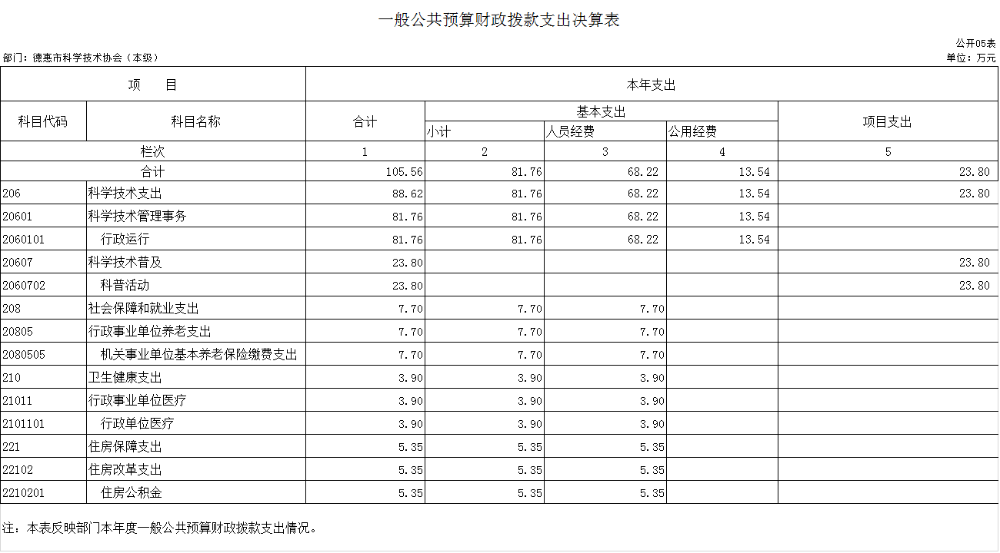 一般公共预算财政拨款支出决算表
公开05表
部门：德惠市科学技术协会（本级） 单位：万元
项 目 本年支出
科目代码 科目名称 合计 基本支出 项目支出
小计 人员经费 公用经费
栏次 1 2 3 4 5
合计 105.56 81.76 68.22 13.54 23.80
206 科学技术支出 88.62 81.76 68.22 13.54 23.80
20601 科学技术管理事务 81.76 81.76 68.22 13.54
2060101 行政运行 81.76 81.76 68.22 13.54
20607 科学技术普及 23.80 23.80
2060702 科普活动 23.80 23.80
208 社会保障和就业支出 7.70 7.70 7.70
20805 行政事业单位养老支出 7.70 7.70 7.70
2080505 机关事业单位基本养老保险缴费支出 7.70 7.70 7.70
210 卫生健康支出 3.90 3.90 3.90
21011 行政事业单位医疗 3.90 3.90 3.90
2101101 行政单位医疗 3.90 3.90 3.90
221 住房保障支出 5.35 5.35 5.35
22102 住房改革支出 5.35 5.35 5.35
2210201 住房公积金 5.35 5.35 5.35
注：本表反映部门本年度一般公共预算财政拨款支出情况。